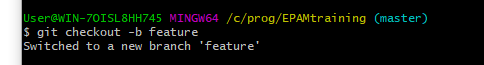 User@WIN-7OISL8HH745 MINGW64 /c/prog/EPAMtraining (master)
$ git checkout -b feature
Switched to a new branch 'feature'